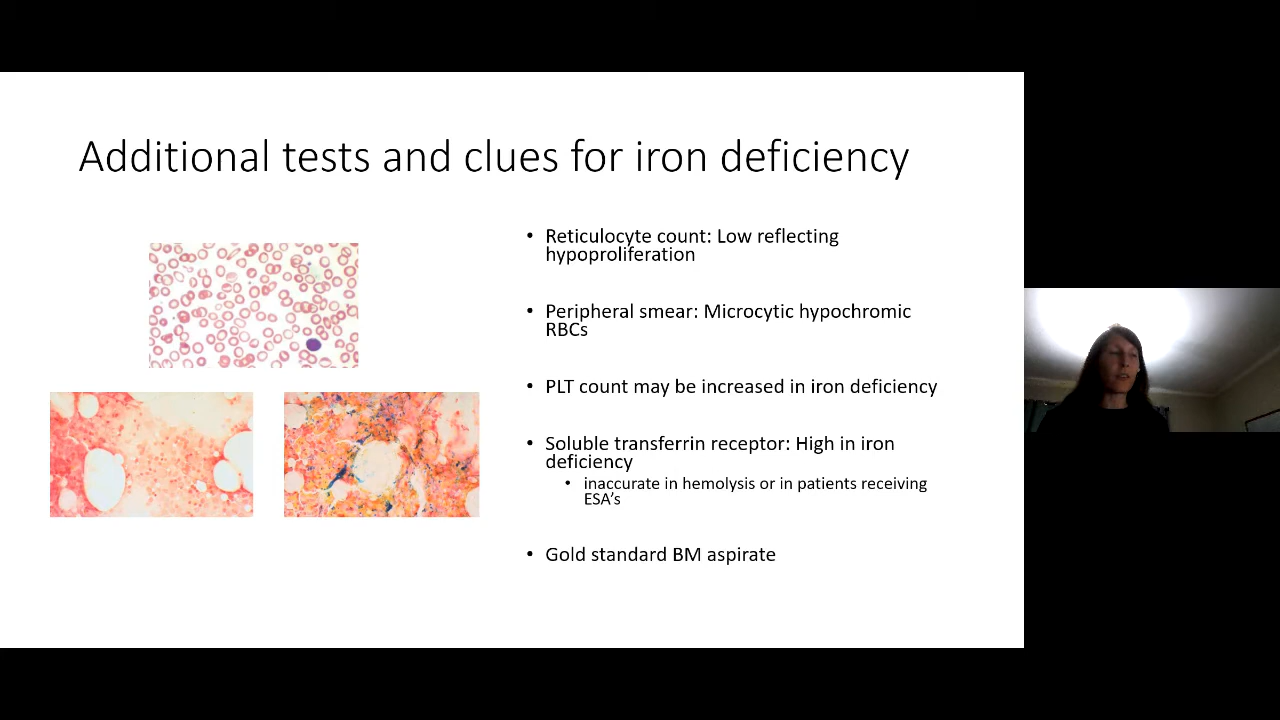 Additional tests and clues for iron deficiency
• Reticulocyte count: Low reflecting
hypoproliferation
• Peripheral smear: Microcytic hypochromic
RBCs
• PLT count may be increased in iron deficiency
• Soluble transferrin receptor: High in iron
deficiency
• inaccurate in hemolysis or in patients receiving
ESA's
• Gold standard BM aspirate